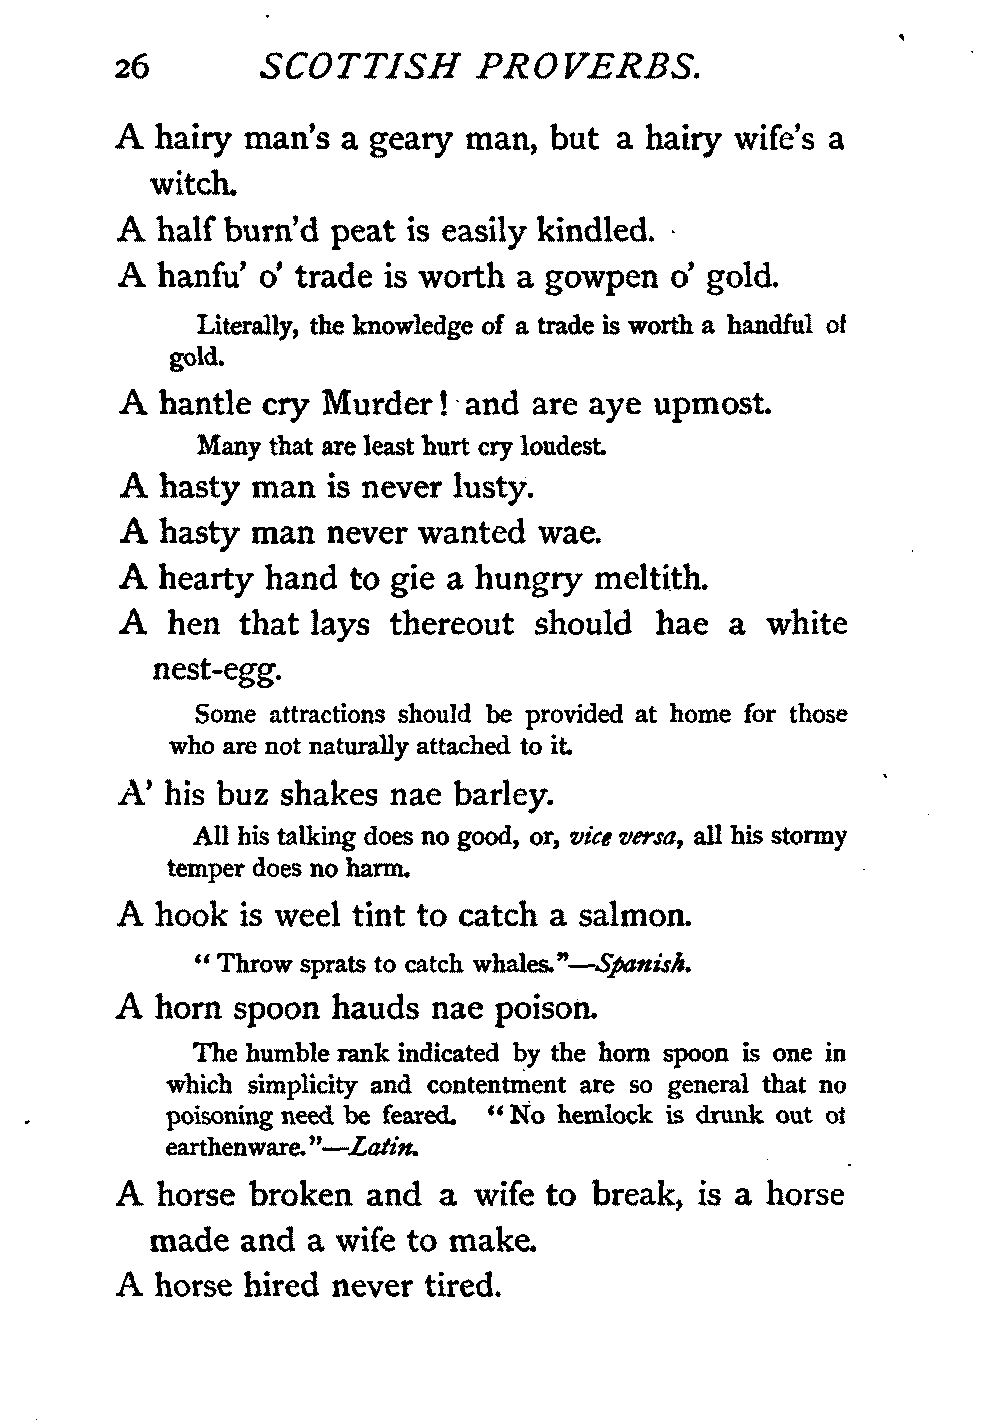 26 SCOTTISH PROVERBS.
A hairy man's a geary man, but a hairy wife's a
witch.
A half burn'd peat is easily kindled.
A hanfu' o' trade is worth a gowpen o' gold.
Literally, the knowledge of a trade is worth a handful of
gold.
A hantle cry Murder! and are aye upmost.
Many that are least hurt cry loudest.
A hasty man is never lusty.
A hasty man never wanted wae.
A hearty hand to gie a hungry meltith.
A hen that lays thereout should hae a white
nest-egg.
Some attractions should be provided at home for those
who are not naturally attached to it.
A' his buz shakes nae barley.
All his talking does no good, or, vice versa, all his stormy
temper does no harm.
A hook is weel tint to catch a salmon.
"Throw sprats to catch whales."—Spanish.
A horn spoon hauds nae poison.
The humble rank indicated by the horn spoon is one in
which simplicity and contentment are so general that no
poisoning need be feared. "No hemlock is drunk out of
earthenware."—Latin.
A horse broken and a wife to break, is a horse
made and a wife to make.
A horse hired never tired.